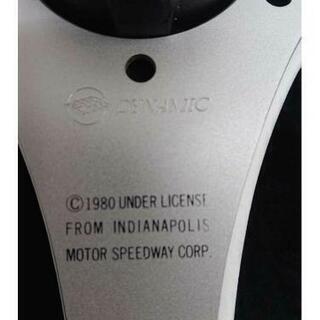 DYNAMIC
©1980 UNDER LICENSE
FROM INDIANAPOLIS
MOTOR SPEEDWAY CORP.